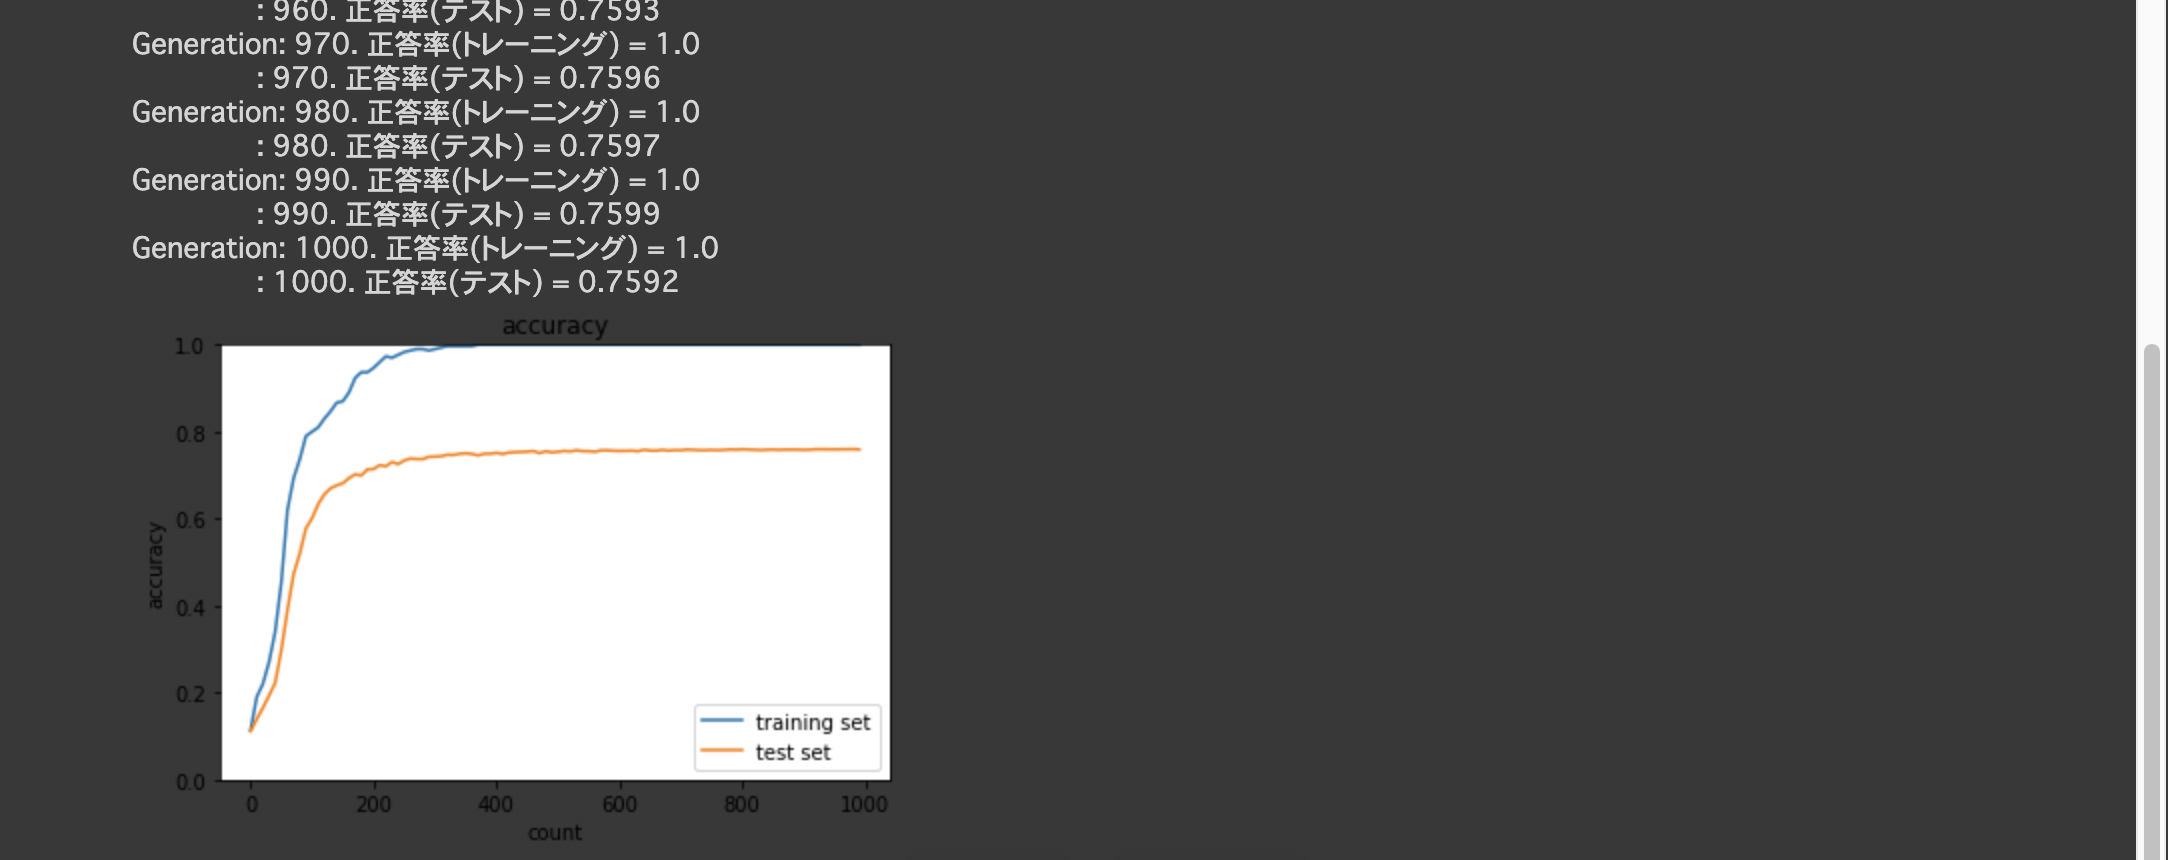 : 960. 正答率(テスト) = 0.7593
Generation: 970. 正答率(トレーニング) = 1.0
: 970. 正答率(テスト) = 0.7596
Generation: 980. 正答率(トレーニング) = 1.0
: 980. 正答率(テスト) = 0.7597
Generation: 990. 正答率(トレーニング) = 1.0
: 990. 正答率(テスト) = 0.7599
Generation: 1000. 正答率(トレーニング) = 1.0
: 1000. 正答率(テスト) = 0.7592
accuracy
1.0
0.8
0.6
0.4
0.2
0.0
accuracy
training set
test set
0 200 400 600 800 1000
count